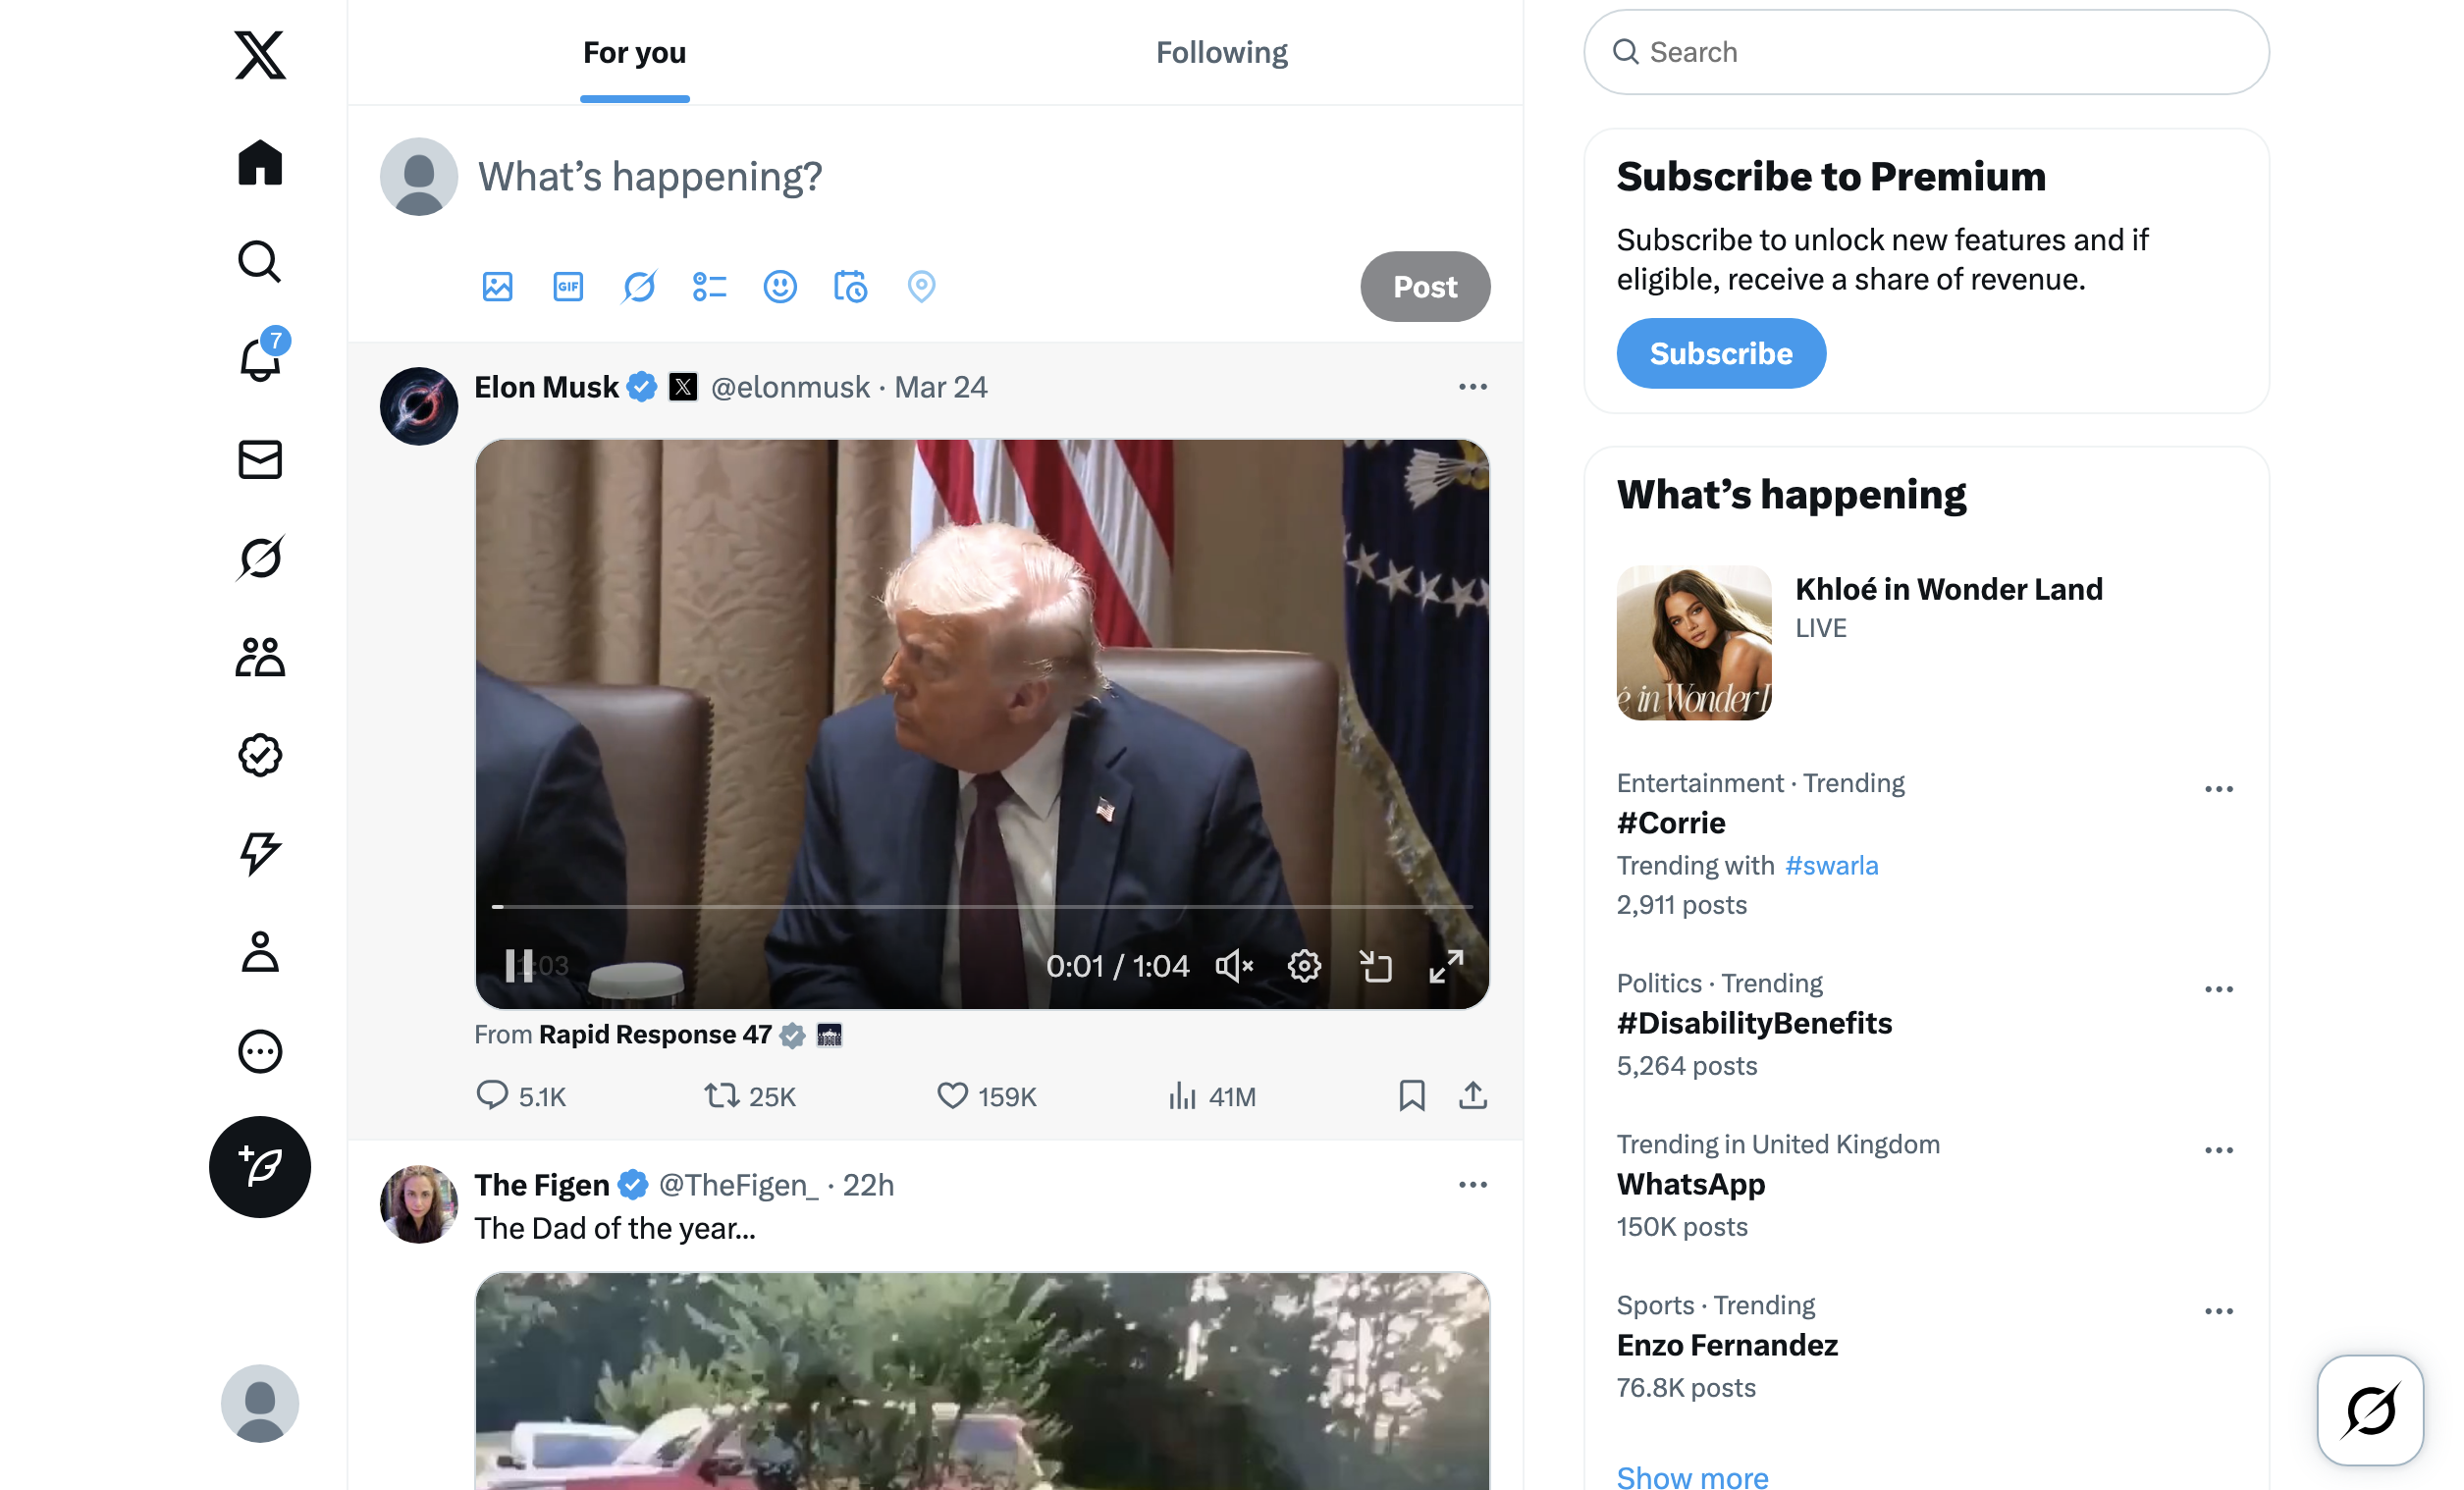 For you
Following
What's happening?
GIF
Post
7
Elon Musk @elonmusk · Mar 24
1:03
0:01 / 1:04
From Rapid Response 47
5.1K 25K 159K 41M
The Figen @TheFigen_ · 22h
The Dad of the year...
Search
Subscribe to Premium
Subscribe to unlock new features and if
eligible, receive a share of revenue.
Subscribe
What's happening
é in Wonder L
Khloé in Wonder Land
LIVE
Entertainment · Trending
#Corrie
Trending with #swarla
2,911 posts
Politics · Trending
#DisabilityBenefits
5,264 posts
Trending in United Kingdom
WhatsApp
150K posts
Sports · Trending
Enzo Fernandez
76.8K posts
Show more